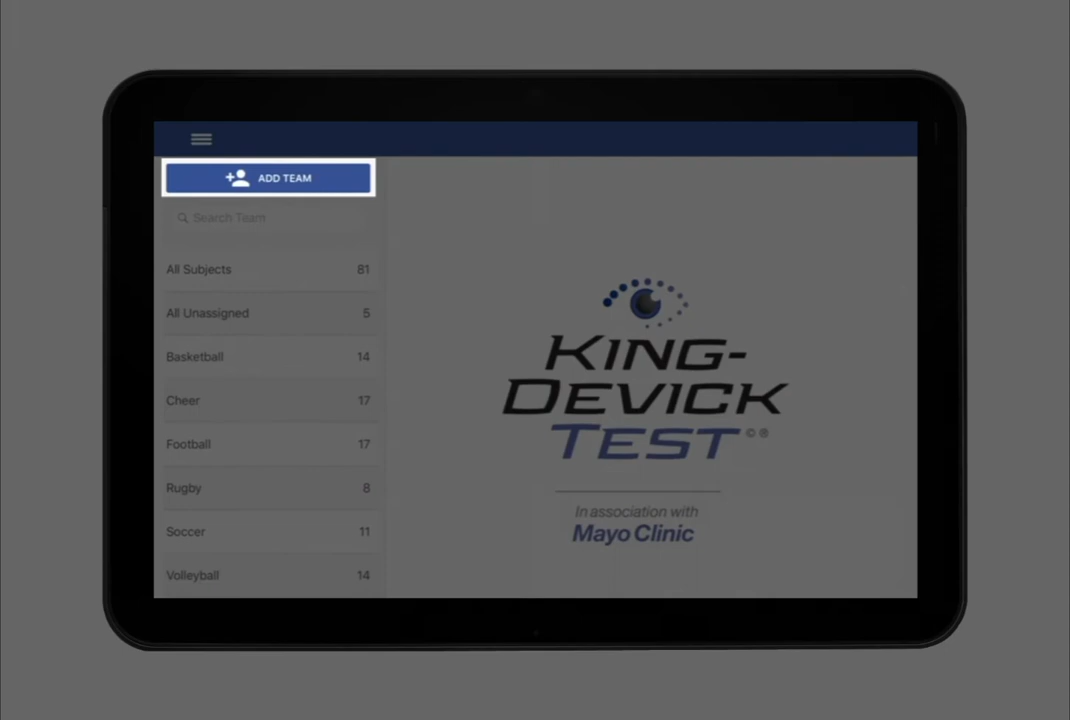 ADD TEAM
Search Team
All Subjects 81
All Unassigned 5
Basketball 14
Cheer 17
Football 17
Rugby 8
Soccer 11
Volleyball 14
KING-
DEVICK
TEST ©®
In association with
Mayo Clinic